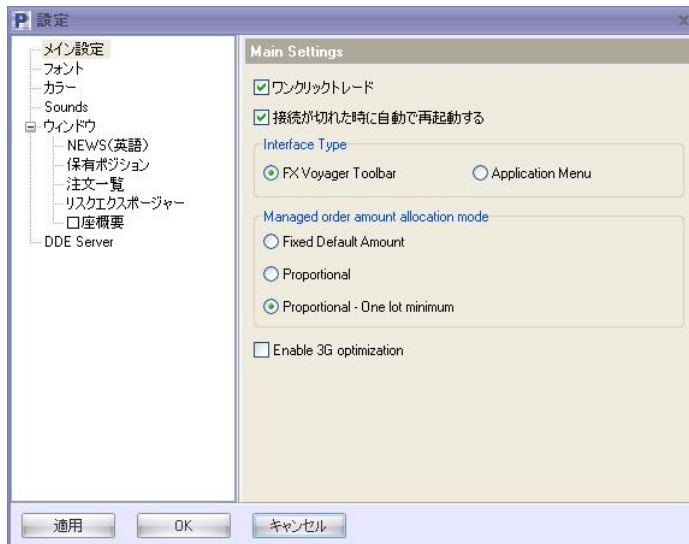 P 設定
メイン設定
フォント
カラー
Sounds
ウィンドウ
NEWS(英語)
保有ポジション
注文一覧
リスクエクスポージャー
口座概要
DDE Server
Main Settings
ワンクリックトレード
接続が切れた時に自動で再起動する
Interface Type
FX Voyager Toolbar
Application Menu
Managed order amount allocation mode
Fixed Default Amount
Proportional
Proportional - One lot minimum
Enable 3G optimization
適用
OK
キャンセル